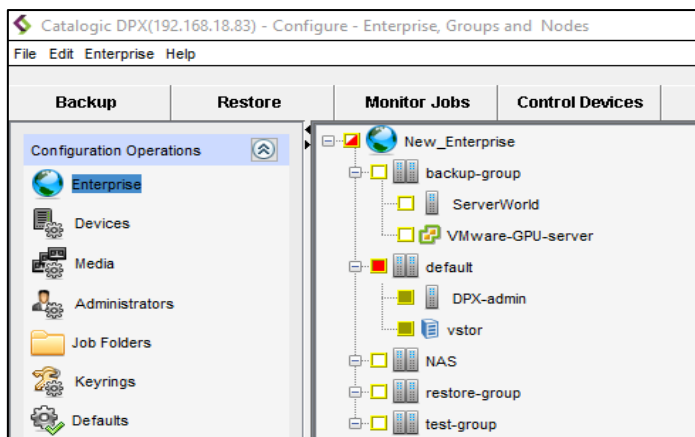 Catalogic DPX(192.168.18.83) - Configure - Enterprise, Groups and  Nodes
File Edit Enterprise Help
Backup Restore Monitor Jobs Control Devices
Configuration Operations
Enterprise
Devices
Media
Administrators
Job Folders
Keyrings
Defaults
New_Enterprise
backup-group
ServerWorld
VMware-GPU-server
default
DPX-admin
vstor
NAS
restore-group
test-group